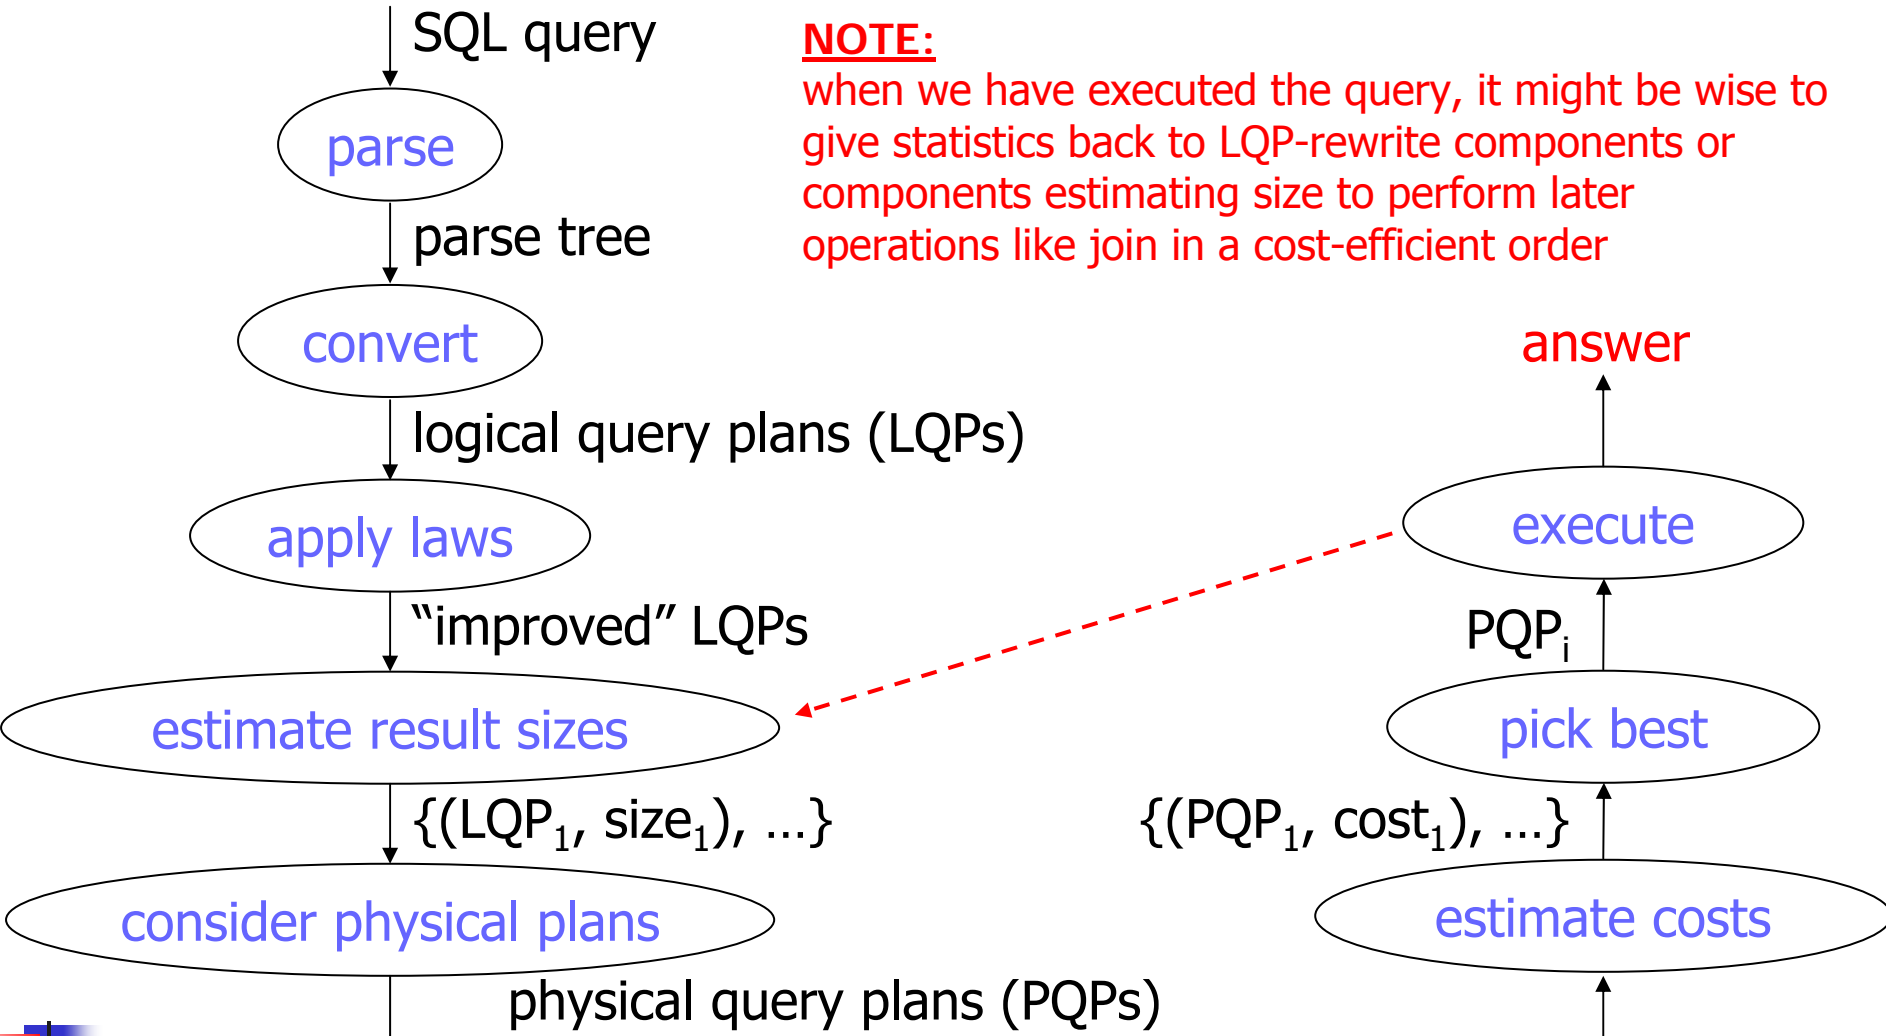 SQL query
NOTE:
when we have executed the query, it might be wise to
give statistics back to LQP-rewrite components or
components estimating size to perform later
operations like join in a cost-efficient order
parse
parse tree
convert
logical query plans (LQPs)
apply laws
“improved” LQPs
estimate result sizes
{(LQP₁, size₁), …}
consider physical plans
physical query plans (PQPs)
estimate costs
{(PQP₁, cost₁), …}
pick best
PQPᵢ
execute
answer